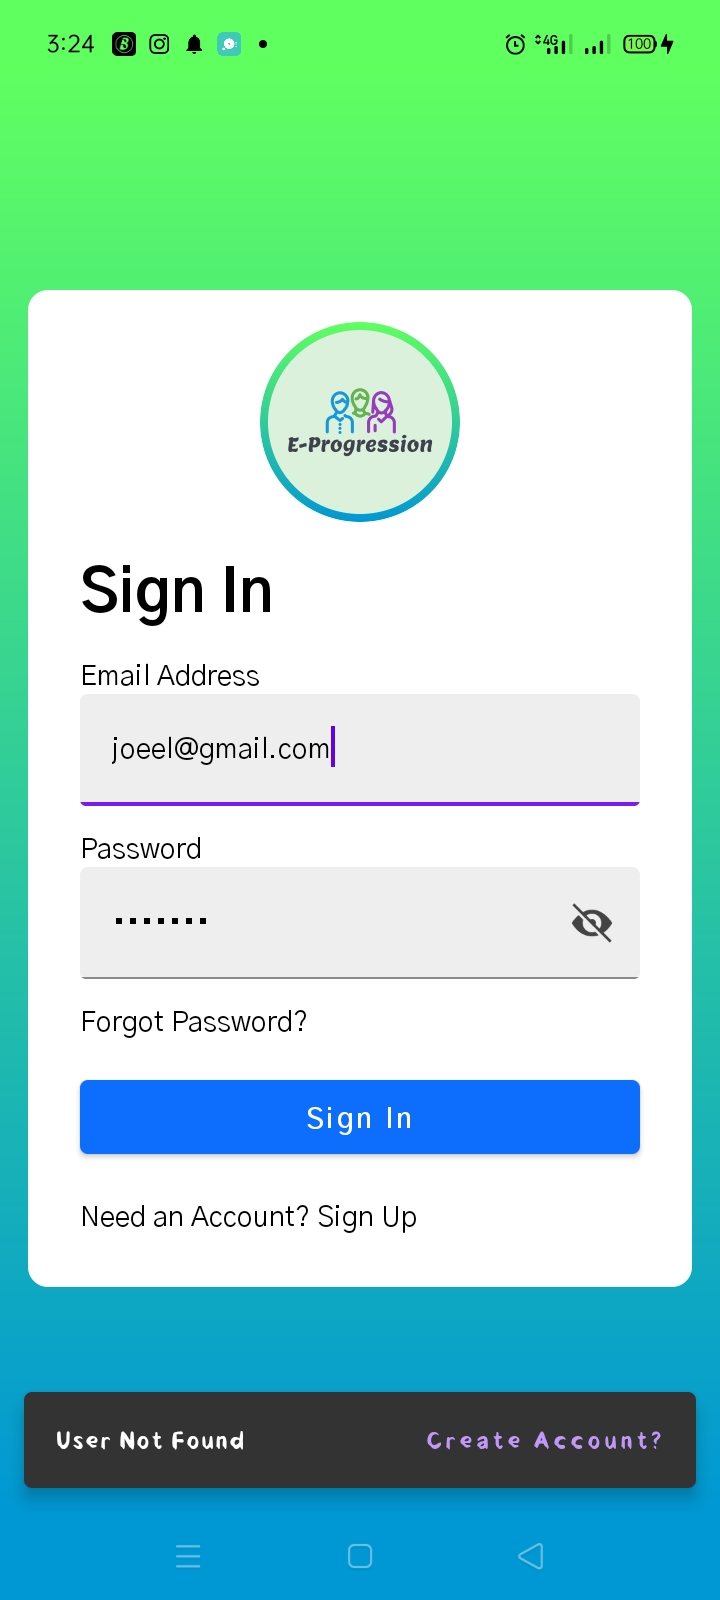 3:24
4G
100
E-Progression
Sign In
Email Address
joeel@gmail.com
Password
Forgot Password?
Sign In
Need an Account? Sign Up
User Not Found Create Account?